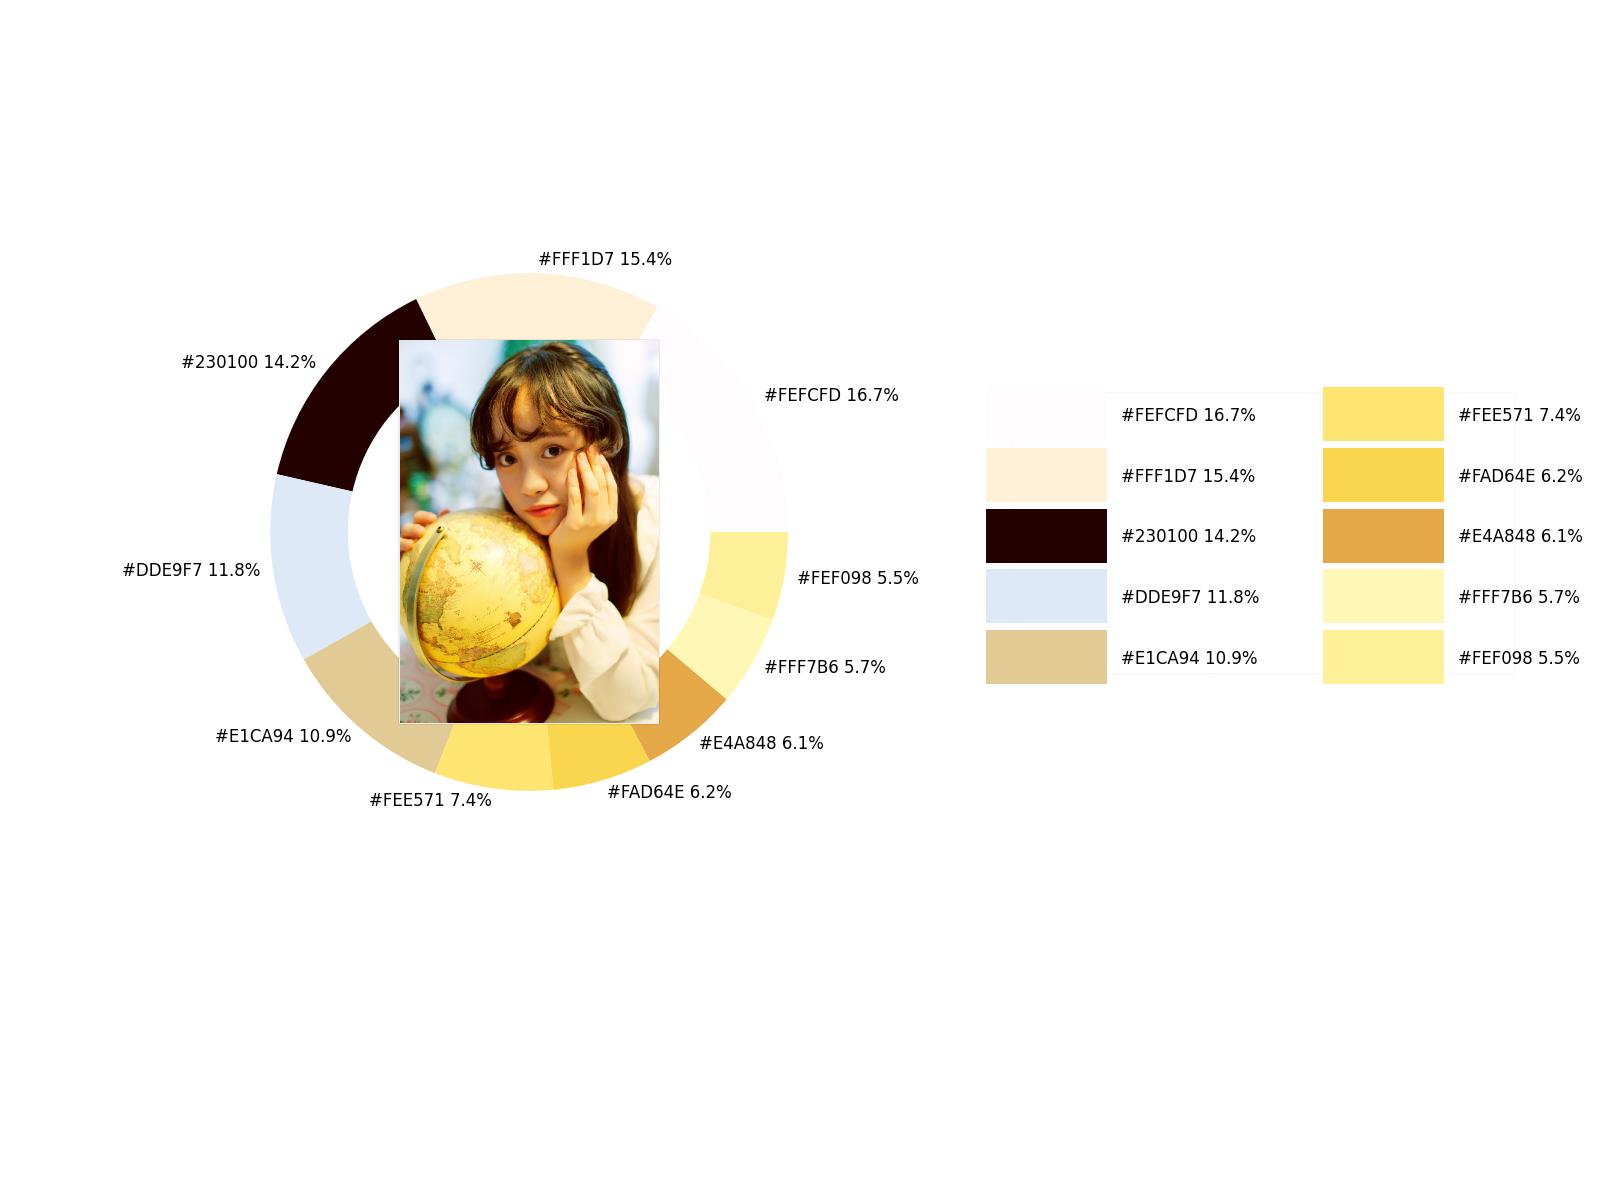 #FFF1D7 15.4%
#230100 14.2%
#FEFCFD 16.7%
#DDE9F7 11.8%
#FEF098 5.5%
#FFF7B6 5.7%
#E1CA94 10.9%
#E4A848 6.1%
#FEE571 7.4%
#FAD64E 6.2%
#FEFCFD 16.7%
#FFF1D7 15.4%
#230100 14.2%
#DDE9F7 11.8%
#E1CA94 10.9%
#FEE571 7.4%
#FAD64E 6.2%
#E4A848 6.1%
#FFF7B6 5.7%
#FEF098 5.5%